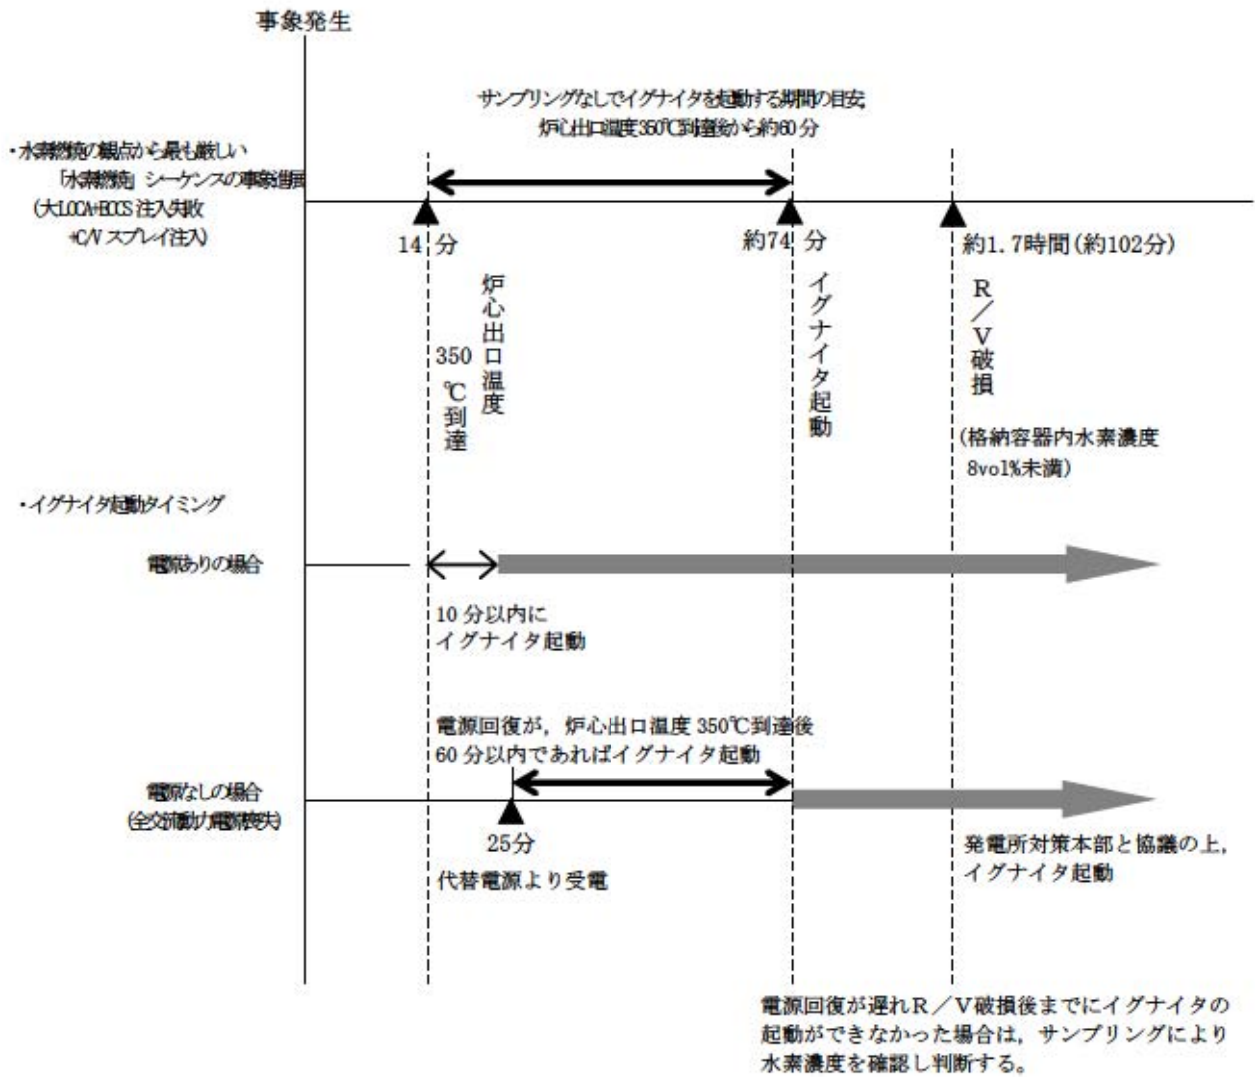 事象発生
サンプリングなしでイグナイタを起動する期間の目安,
炉心出口温度350℃到達後から約60分
・水素燃焼の観点から最も厳しい
「水素燃焼」シーケンスの事象進展
(大LOCA+ECCS 注入失敗
+C/V スプレイ注入)
14 分
約74 分
約1.7時間(約102分)
炉心出口温度
350℃到達
イグナイタ起動
R/V破損
(格納容器内水素濃度
8vol%未満)
・イグナイタ起動タイミング
電源ありの場合
10 分以内に
イグナイタ起動
電源回復が, 炉心出口温度 350℃到達後
60 分以内であればイグナイタ起動
電源なしの場合
(全交流動力電源喪失)
25分
代替電源より受電
発電所対策本部と協議の上,
イグナイタ起動
電源回復が遅れR/V破損後までにイグナイタの
起動ができなかった場合は, サンプリングにより
水素濃度を確認し判断する。